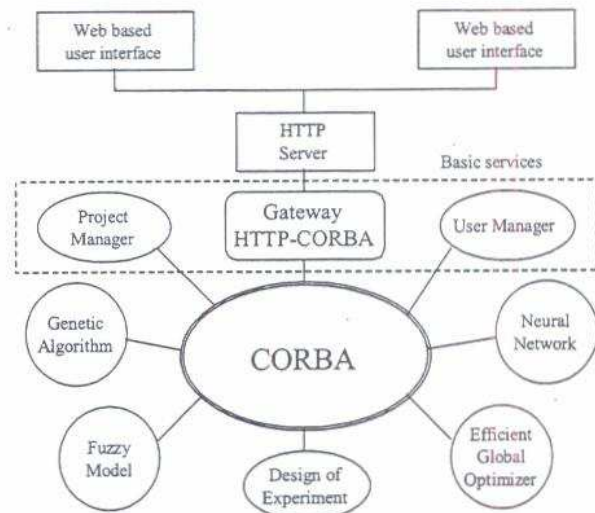 Web based
user interface
Web based
user interface
HTTP
Server
Basic services
Project
Manager
Gateway
HTTP-CORBA
User Manager
Genetic
Algorithm
CORBA
Neural
Network
Fuzzy
Model
Design of
Experiment
Efficient
Global
Optimizer